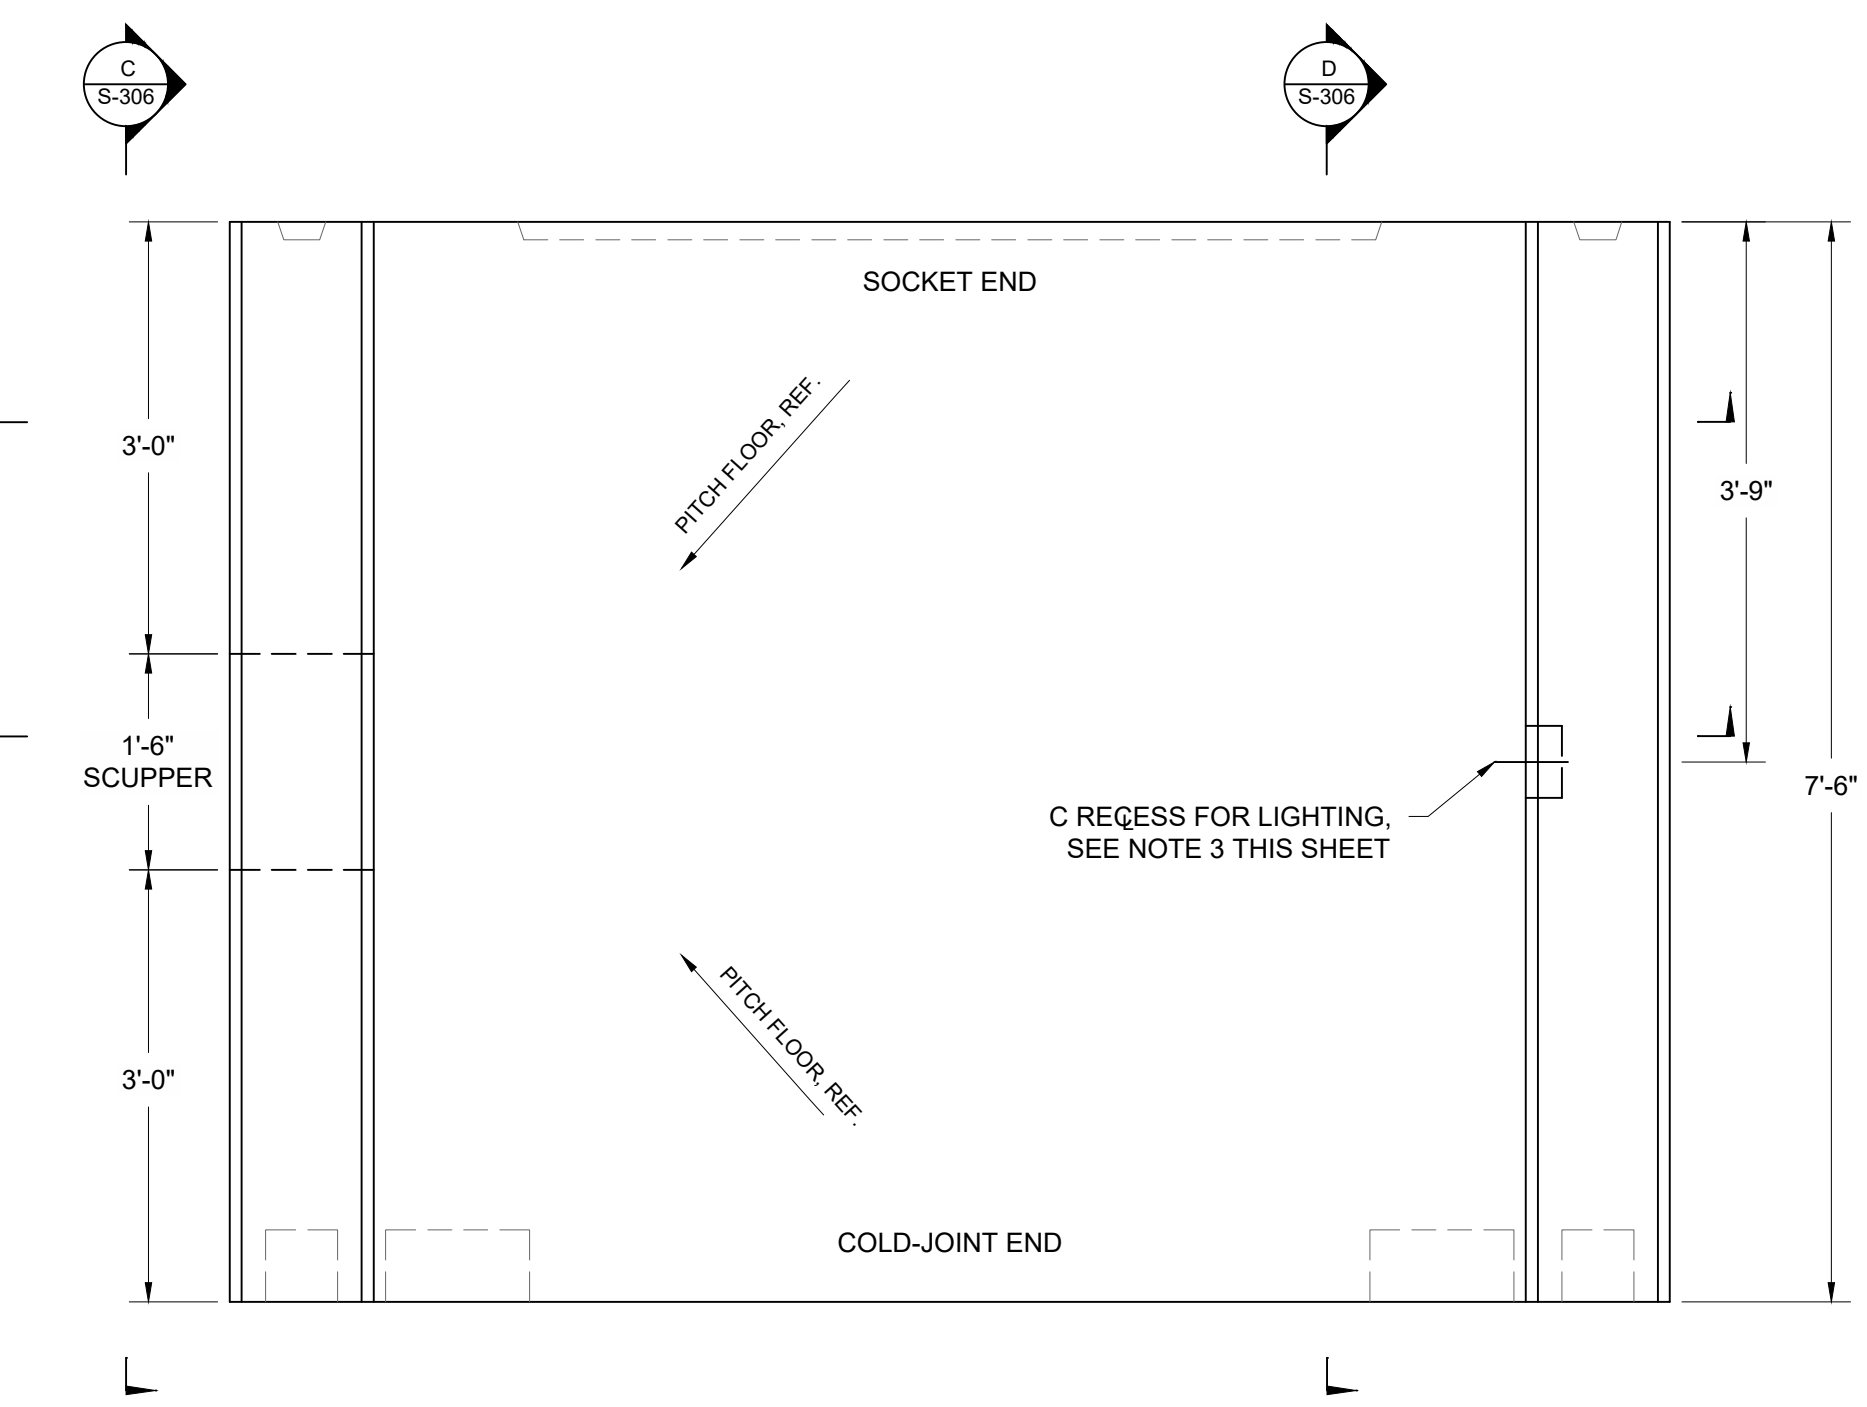 C
S-306
D
S-306
SOCKET END
PITCH FLOOR, REF.
3'-0"
3'-9"
1'-6"
SCUPPER
7'-6"
C RECESS FOR LIGHTING,
SEE NOTE 3 THIS SHEET
PITCH FLOOR, REF.
3'-0"
COLD-JOINT END